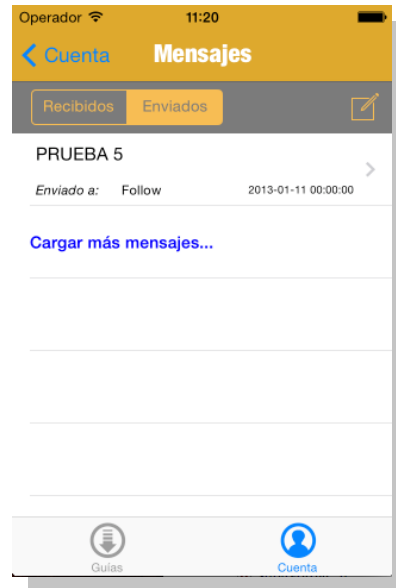 Operador 11:20
Cuenta Mensajes
Recibidos Enviados
PRUEBA 5
Enviado a: Follow 2013-01-11 00:00:00
Cargar más mensajes...
Guías Cuenta